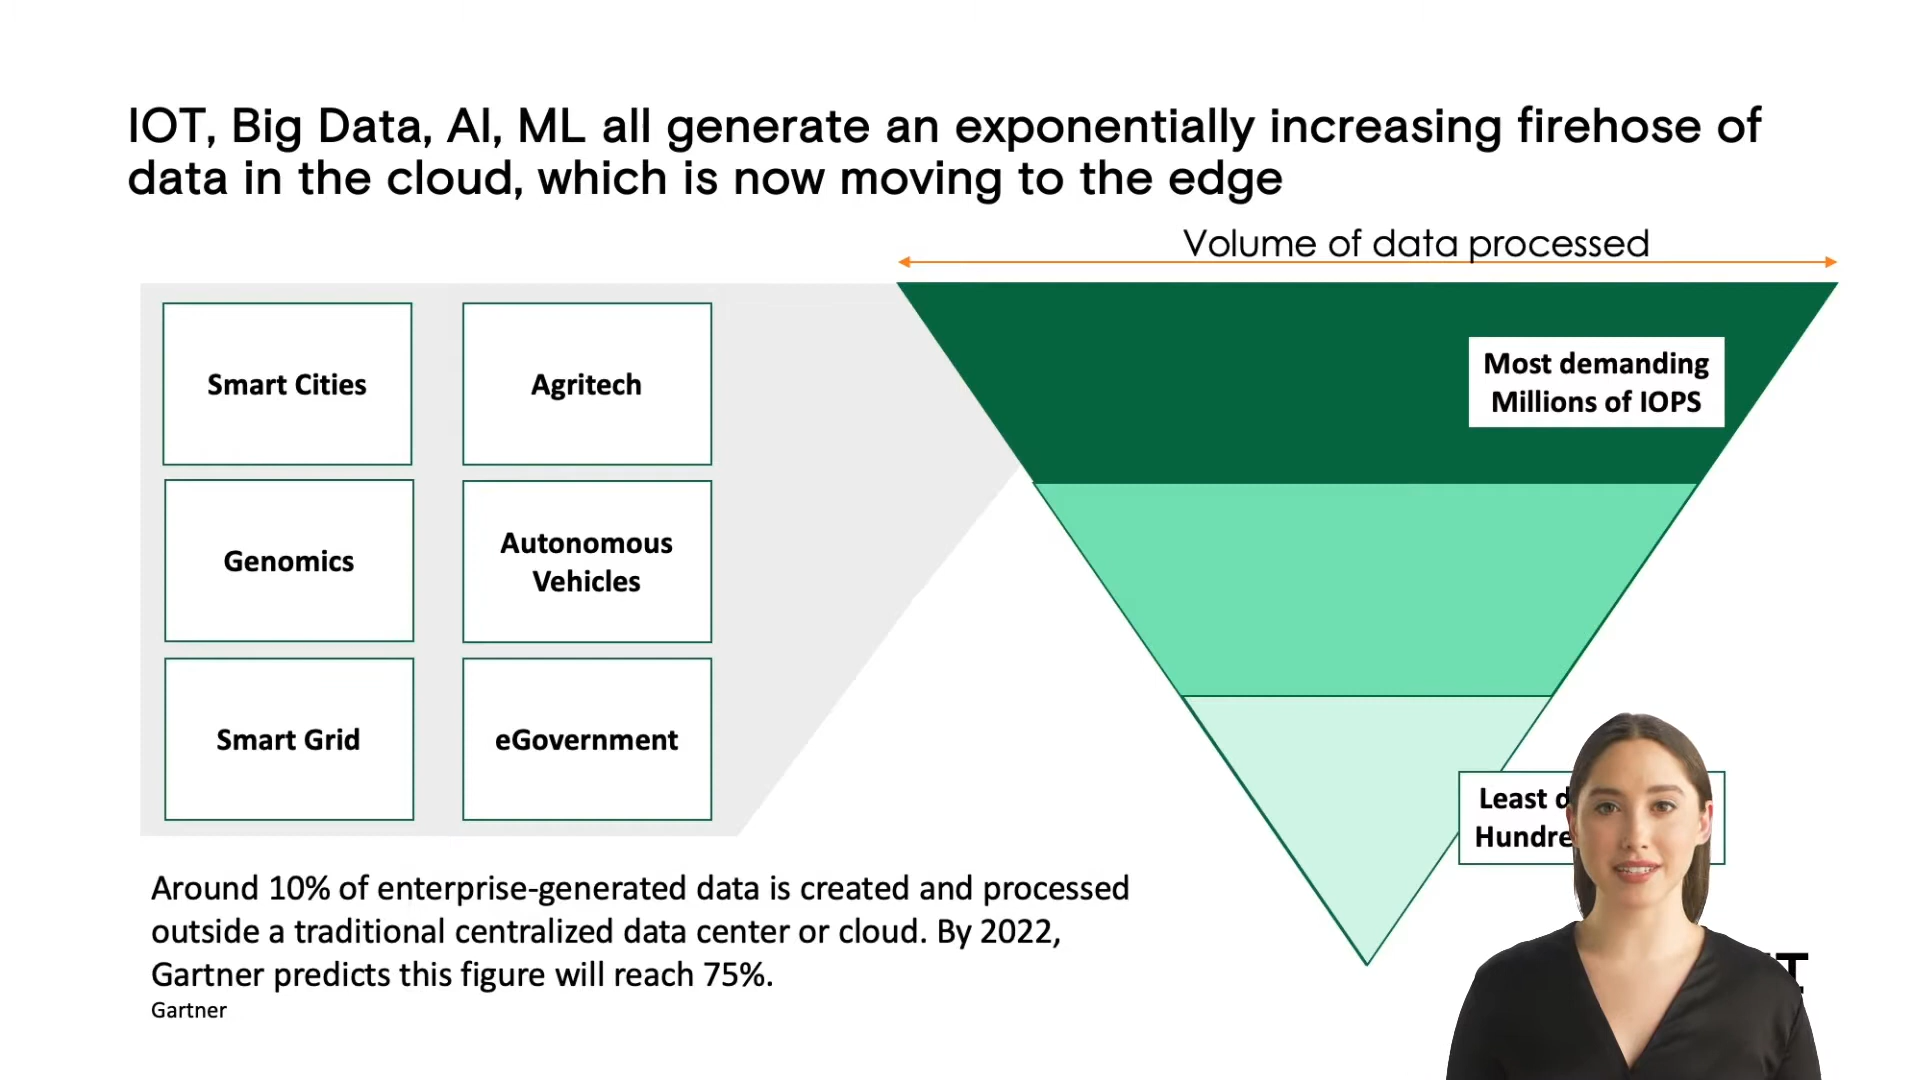 IOT, Big Data, AI, ML all generate an exponentially increasing firehose of
data in the cloud, which is now moving to the edge
Volume of data processed
Smart Cities
Agritech
Most demanding
Millions of IOPS
Genomics
Autonomous
Vehicles
Smart Grid
eGovernment
Least
Around 10% of enterprise-generated data is created and processed
outside a traditional centralized data center or cloud. By 2022,
Gartner predicts this figure will reach 75%.
Gartner